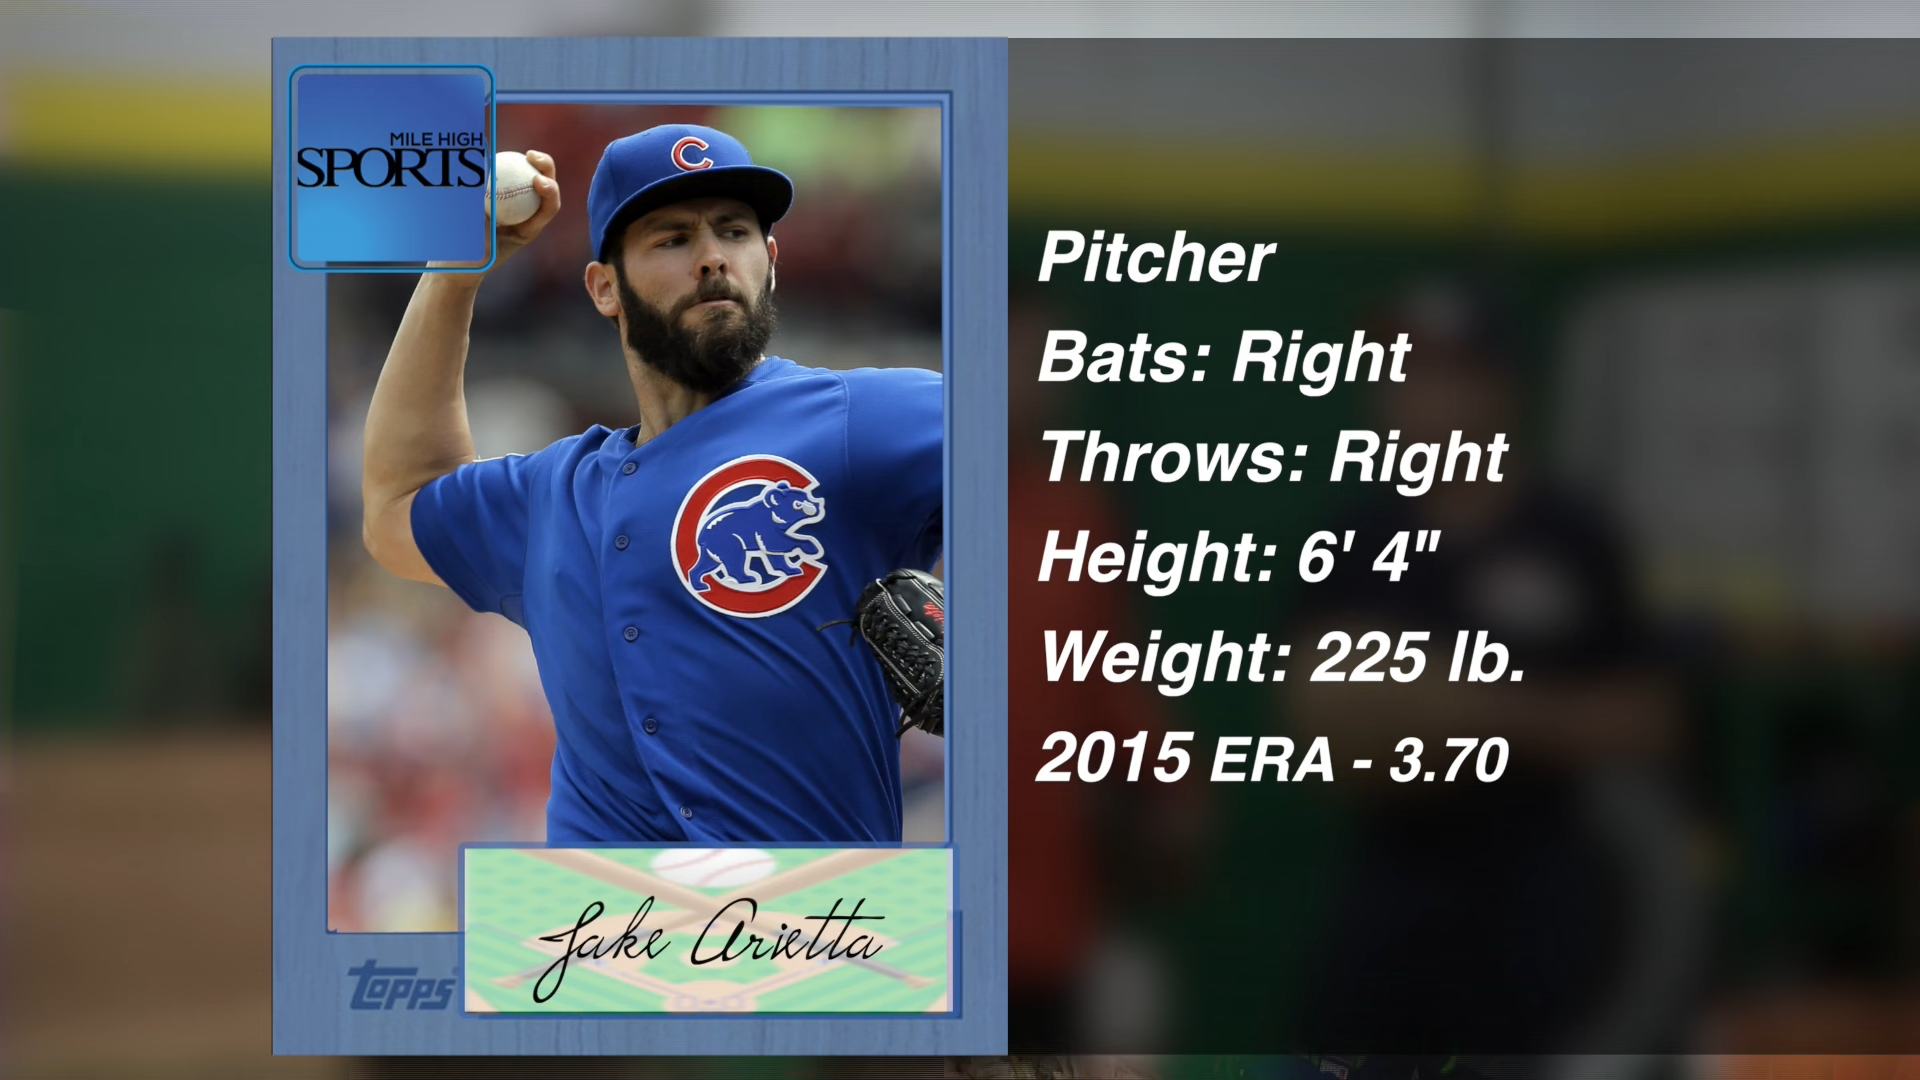 MILE HIGH
SPORTS
C
Pitcher
Bats: Right
Throws: Right
Height: 6' 4"
Weight: 225 lb.
2015 ERA - 3.70
Jake Arietta
topps